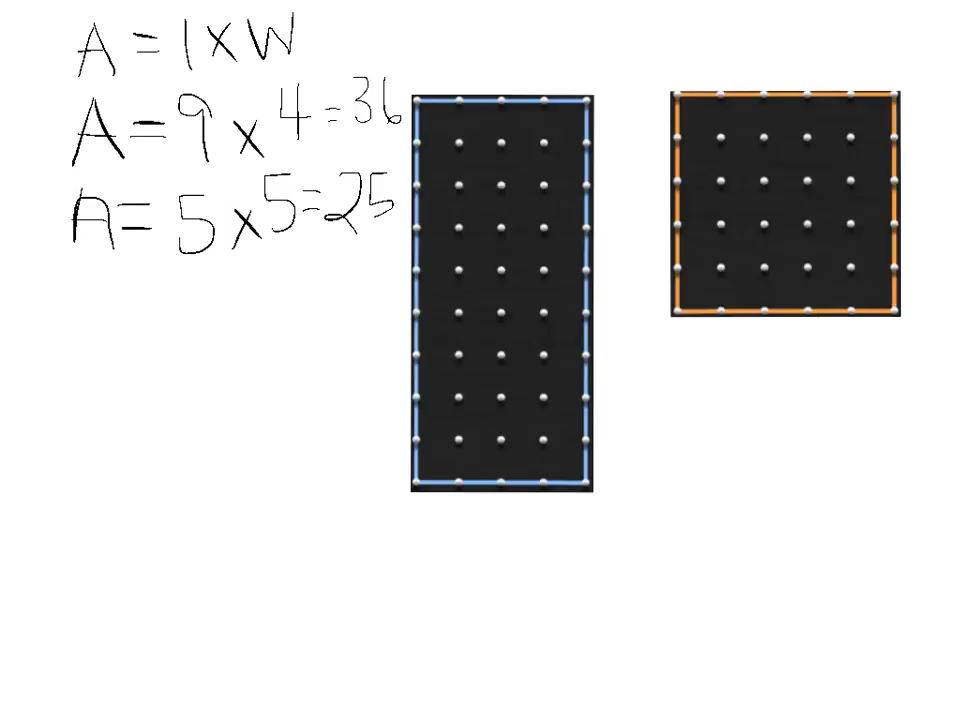 A = l x W
A = 9 x 4 = 36
A = 5 x 5 = 25